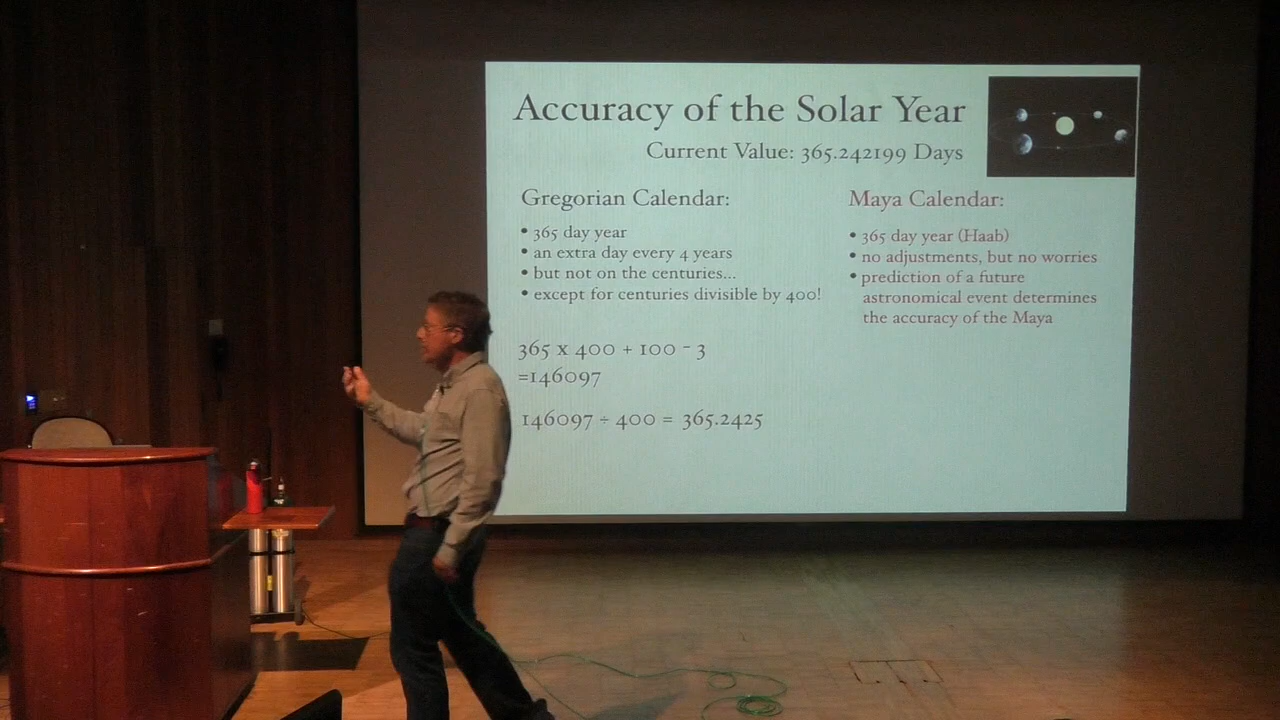 Accuracy of the Solar Year
Current Value: 365.242199 Days
Gregorian Calendar:
• 365 day year
• an extra day every 4 years
• but not on the centuries...
• except for centuries divisible by 400!
365 x 400 + 100 - 3
=146097
146097 ÷ 400 = 365.2425
Maya Calendar:
• 365 day year (Haab)
• no adjustments, but no worries
• prediction of a future
astronomical event determines
the accuracy of the Maya